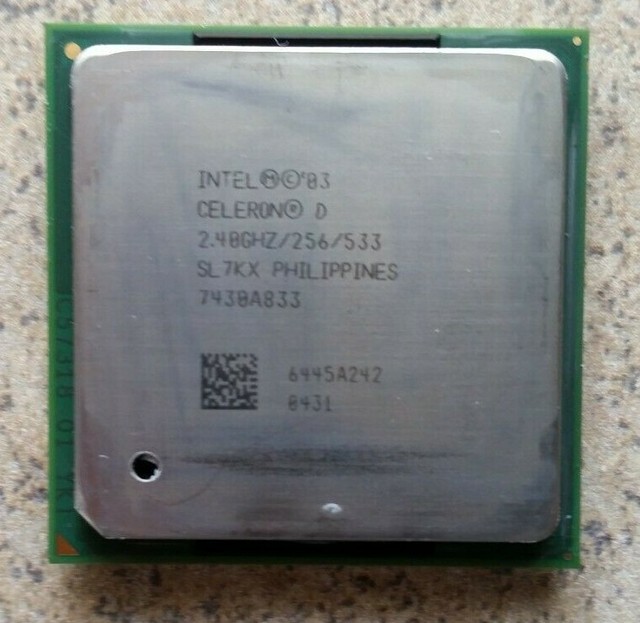 INTEL Ⓜ©'03
CELERON® D
2.40GHZ/256/533
SL7KX PHILIPPINES
7430A833
6445A242
0431